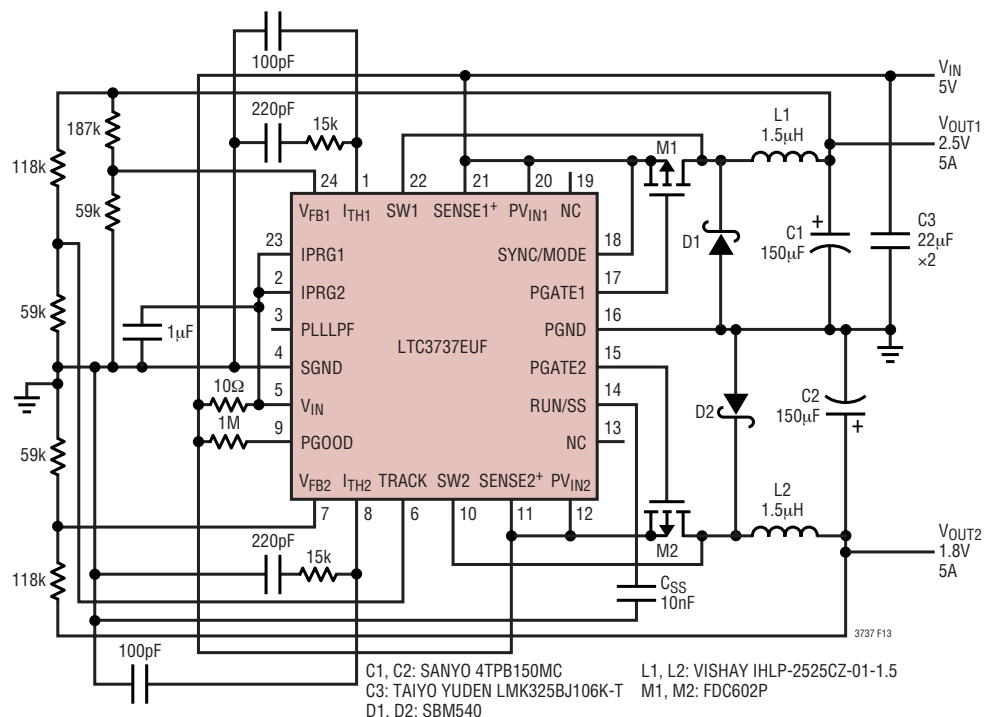 100pF
V_IN
5V
220pF
15k
187k
118k
59k
59k
M1
L1
1.5µH
V_OUT1
2.5V
5A
24
1
22
21
20
19
V_FB1
I_TH1
SW1
SENSE1+
PV_IN1
NC
23
IPRG1
2
IPRG2
3
PLLLPF
4
SGND
5
V_IN
9
PGOOD
LTC3737EUF
18
SYNC/MODE
17
PGATE1
16
PGND
15
PGATE2
14
RUN/SS
13
NC
1µF
10Ω
1M
D1
C1
150µF
C3
22µF
×2
D2
C2
150µF
59k
118k
V_FB2
I_TH2
TRACK
SW2
SENSE2+
PV_IN2
7
8
6
10
11
12
M2
L2
1.5µH
V_OUT2
1.8V
5A
220pF
15k
C_SS
10nF
100pF
3737 F13
C1, C2: SANYO 4TPB150MC
C3: TAIYO YUDEN LMK325BJ106K-T
D1, D2: SBM540
L1, L2: VISHAY IHLP-2525CZ-01-1.5
M1, M2: FDC602P
+
+